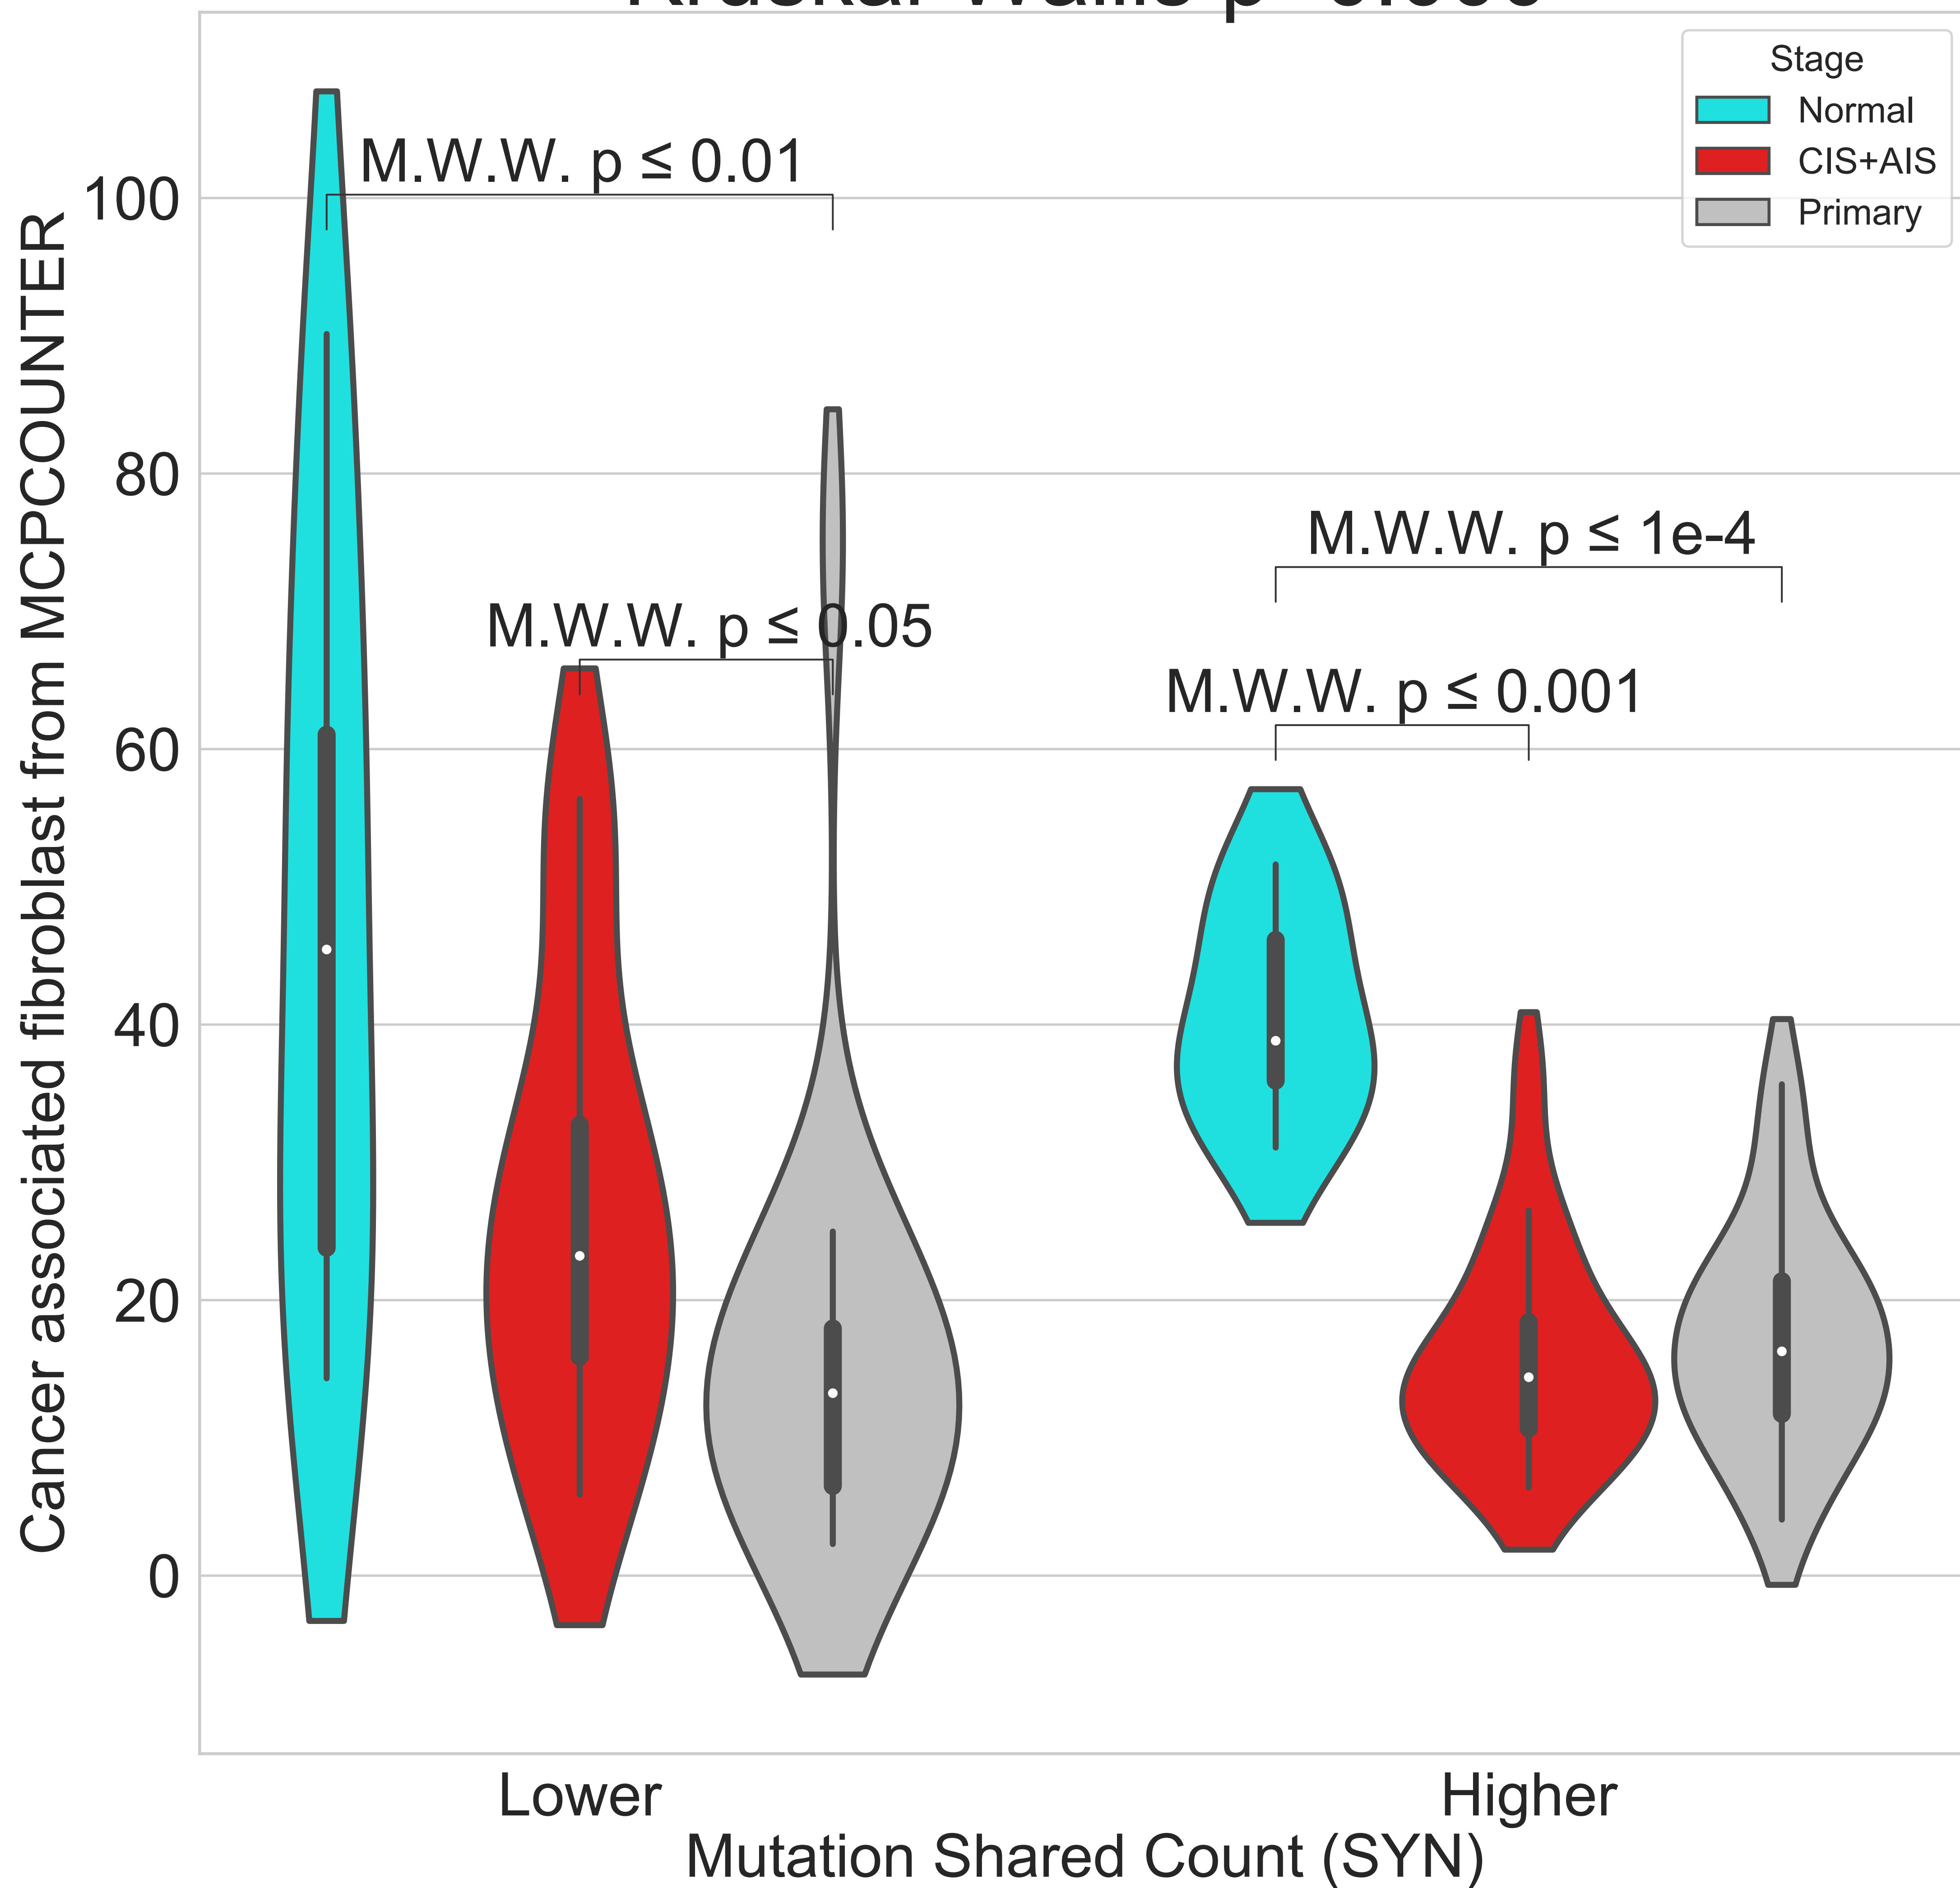 Stage
Normal
CIS+AIS
Primary
M.W.W. p ≤ 0.01
M.W.W. p ≤ 1e-4
M.W.W. p ≤ 0.05
M.W.W. p ≤ 0.001
100
80
60
40
20
0
Cancer associated fibroblast from MCPCOUNTER
Lower
Higher
Mutation Shared Count (SYN)